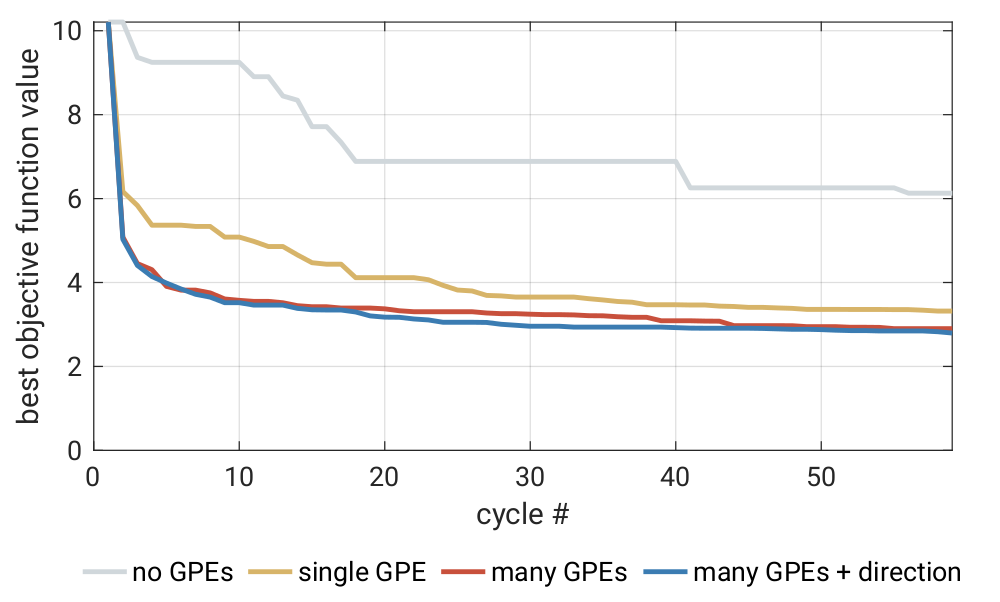 best objective function value
10
8
6
4
2
0
0 10 20 30 40 50
cycle #
no GPEs single GPE many GPEs many GPEs + direction